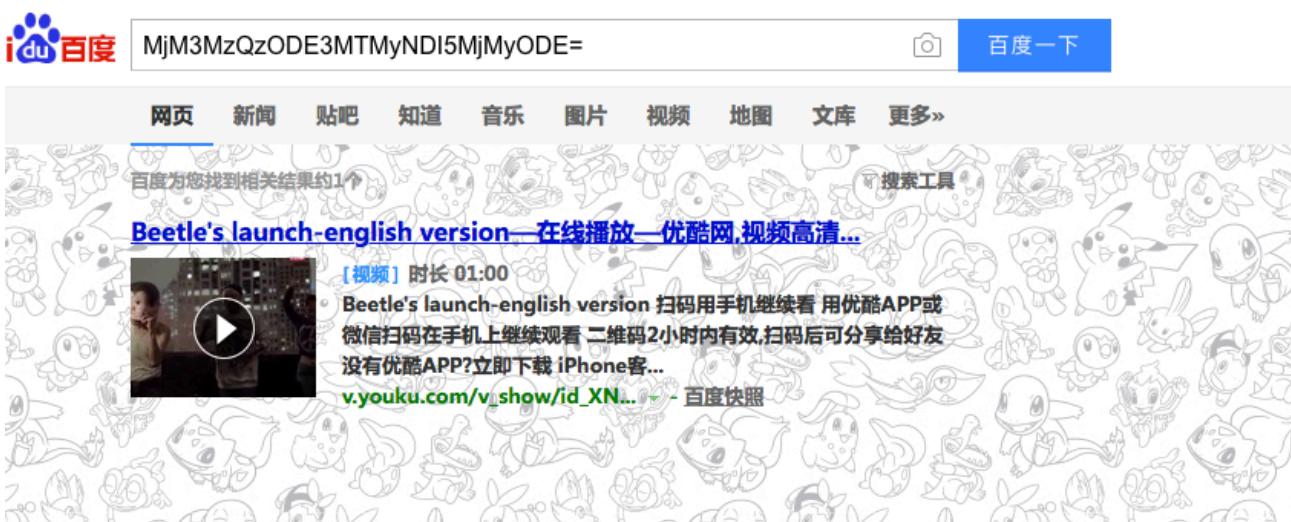 du百度
MjM3MzQzODE3MTMyNDI5MjMyODE=
百度一下
网页 新闻 贴吧 知道 音乐 图片 视频 地图 文库 更多»
百度为您找到相关结果约1个
搜索工具
Beetle's launch-english version—在线播放—优酷网,视频高清...
[视频] 时长 01:00
Beetle's launch-english version 扫码用手机继续看 用优酷APP或
微信扫码在手机上继续观看 二维码2小时内有效,扫码后可分享给好友
没有优酷APP?立即下载 iPhone客...
v.youku.com/v_show/id_XN... - 百度快照